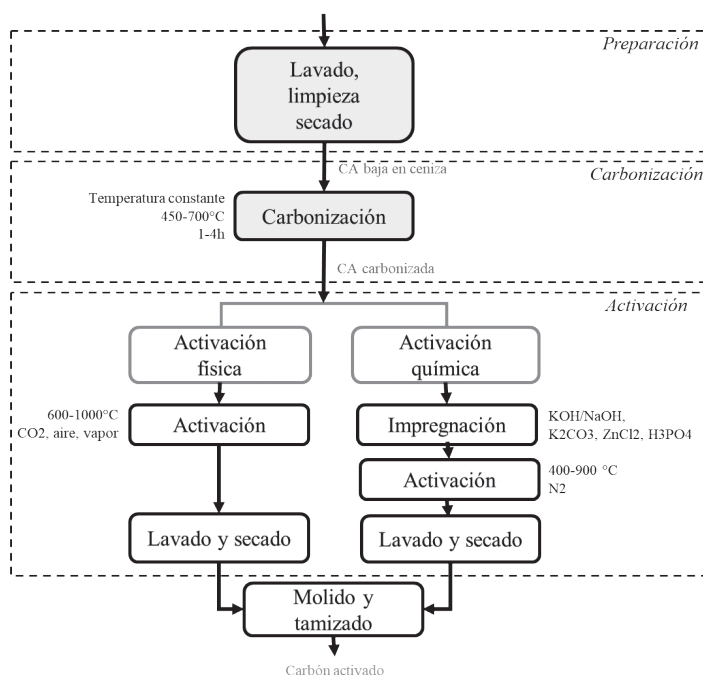 Preparación
Lavado,
limpieza
secado
CA baja en ceniza
Carbonización
Temperatura constante
450-700°C
1-4h
Carbonización
CA carbonizada
Activación
Activación
física
Activación
química
600-1000°C
CO2, aire, vapor
Activación
Impregnación
KOH/NaOH,
K2CO3, ZnCl2, H3PO4
Activación
400-900 °C
N2
Lavado y secado
Lavado y secado
Molido y
tamizado
Carbón activado